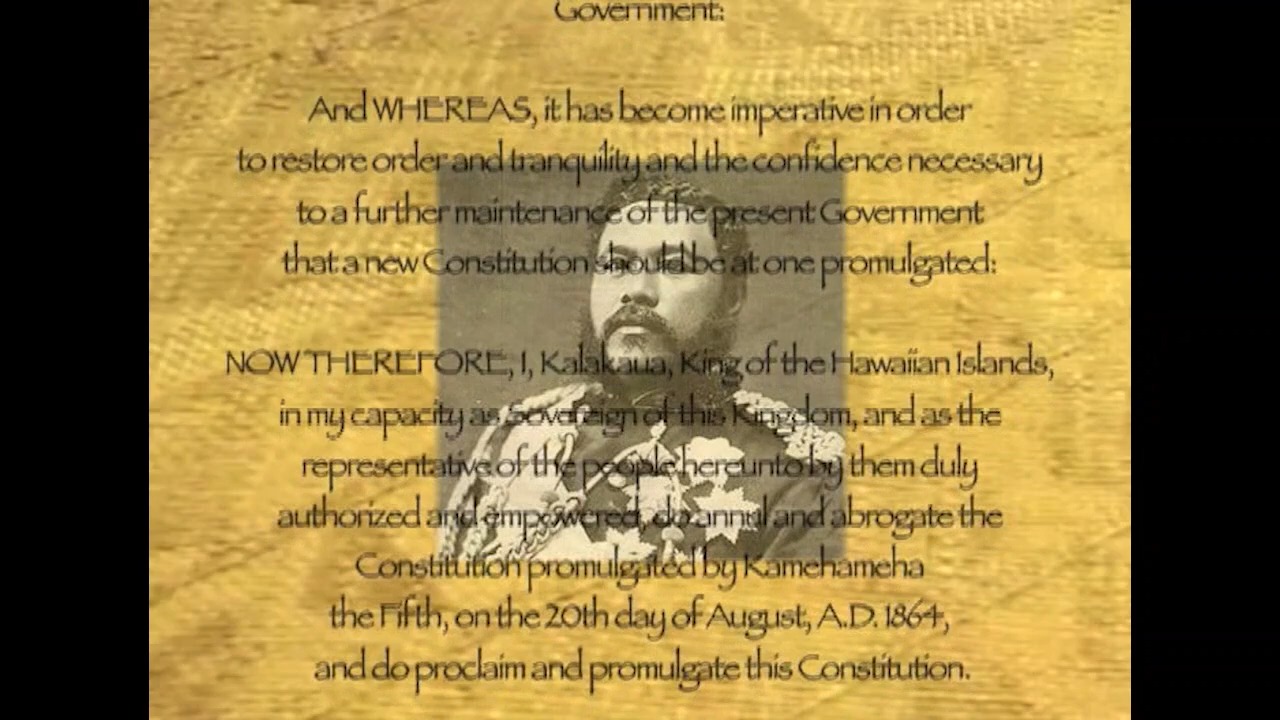 Government:
And WHEREAS, it has become imperative in order
to restore order and tranquility and the confidence necessary
to a further maintenance of the present Government
that a new Constitution should be at one promulgated:
NOW THEREFORE, I, Kalakaua, King of the Hawaiian Islands,
in my capacity as Sovereign of this Kingdom, and as the
representative of the people hereunto by them duly
authorized and empowered, do annul and abrogate the
Constitution promulgated by Kamehameha
the Fifth, on the 20th day of August, A.D. 1864,
and do proclaim and promulgate this Constitution.